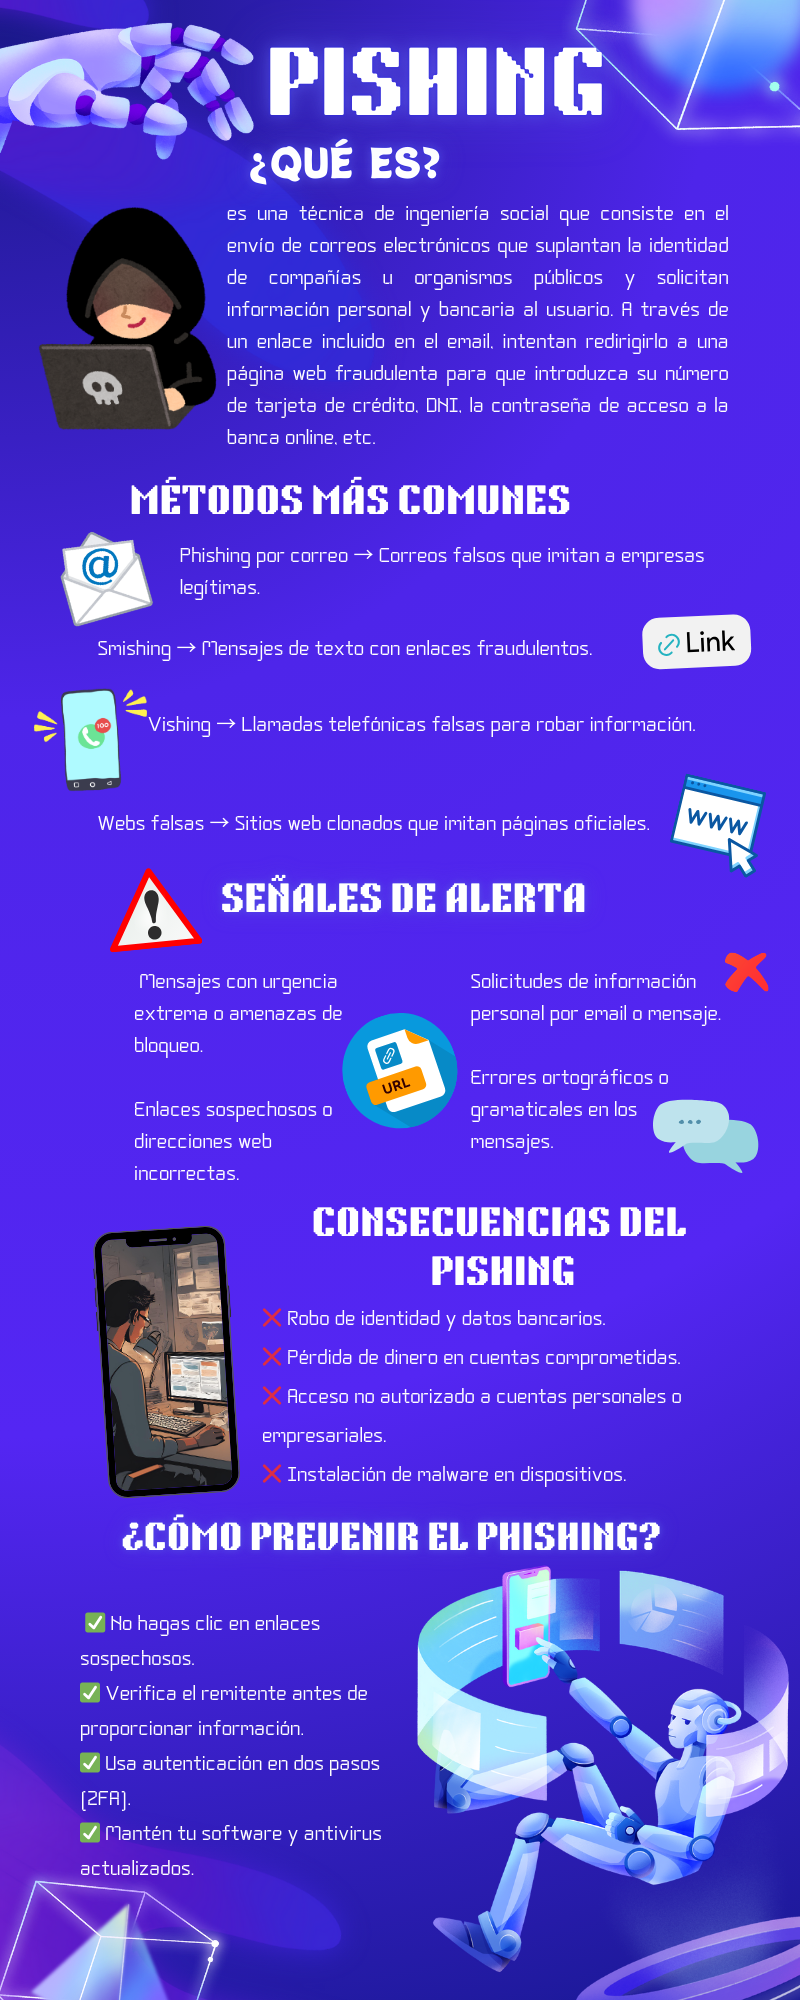 PISHING
¿QUÉ ES?
es una técnica de ingeniería social que consiste en el
envío de correos electrónicos que suplantan la identidad
de compañías u organismos públicos y solicitan
información personal y bancaria al usuario. A través de
un enlace incluido en el email, intentan redirigirlo a una
página web fraudulenta para que introduzca su número
de tarjeta de crédito, DNI, la contraseña de acceso a la
banca online, etc.
MÉTODOS MÁS COMUNES
@
Phishing por correo → Correos falsos que imitan a empresas
legítimas.
Smishing → Mensajes de texto con enlaces fraudulentos.
Link
100
Vishing → Llamadas telefónicas falsas para robar información.
Webs falsas → Sitios web clonados que imitan páginas oficiales.
WWW
!
SEÑALES DE ALERTA
Mensajes con urgencia
extrema o amenazas de
bloqueo.
Enlaces sospechosos o
direcciones web
incorrectas.
URL
Solicitudes de información
personal por email o mensaje.
Errores ortográficos o
gramaticales en los
mensajes.
CONSECUENCIAS DEL
PISHING
❌ Robo de identidad y datos bancarios.
❌ Pérdida de dinero en cuentas comprometidas.
❌ Acceso no autorizado a cuentas personales o
empresariales.
❌ Instalación de malware en dispositivos.
¿CÓMO PREVENIR EL PHISHING?
✅ No hagas clic en enlaces
sospechosos.
✅ Verifica el remitente antes de
proporcionar información.
✅ Usa autenticación en dos pasos
(2FA).
✅ Mantén tu software y antivirus
actualizados.